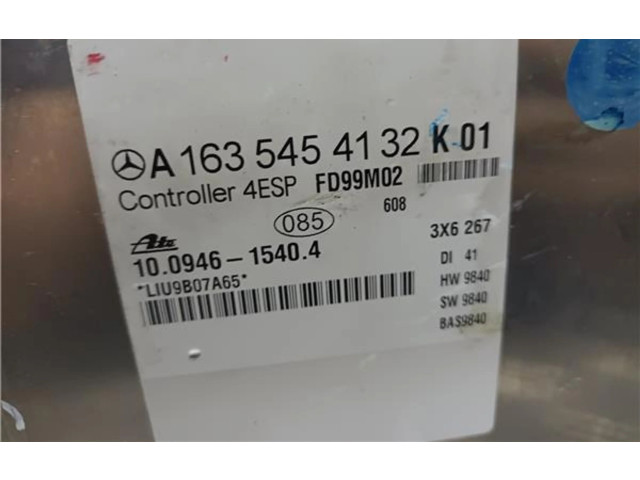 A 163 545 41 32 K 01
Controller 4ESP FD99M02
085 608
Ate 3X6 267
10.0946-1540.4 DI 41
*LIU9B07A65* HW 9840
SW 9840
BAS9840